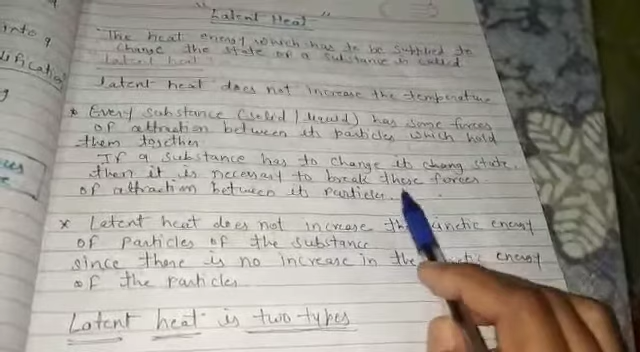 " Latent Heat "
The heat energy which has to be supplied to
change the state of a substance is called
latent heat
latent heat does not increase the temperature
* Every substance (solid / liquid) has some forces
of attraction between its particles which hold
them together
If a substance has to change its chang state.
then it is necessary to break these forces
of attraction between its particles
* Latent heat does not increase the kinetic energy
of particles of the substance
since there is no increase in the energy
of the particles
Latent heat is two types
into